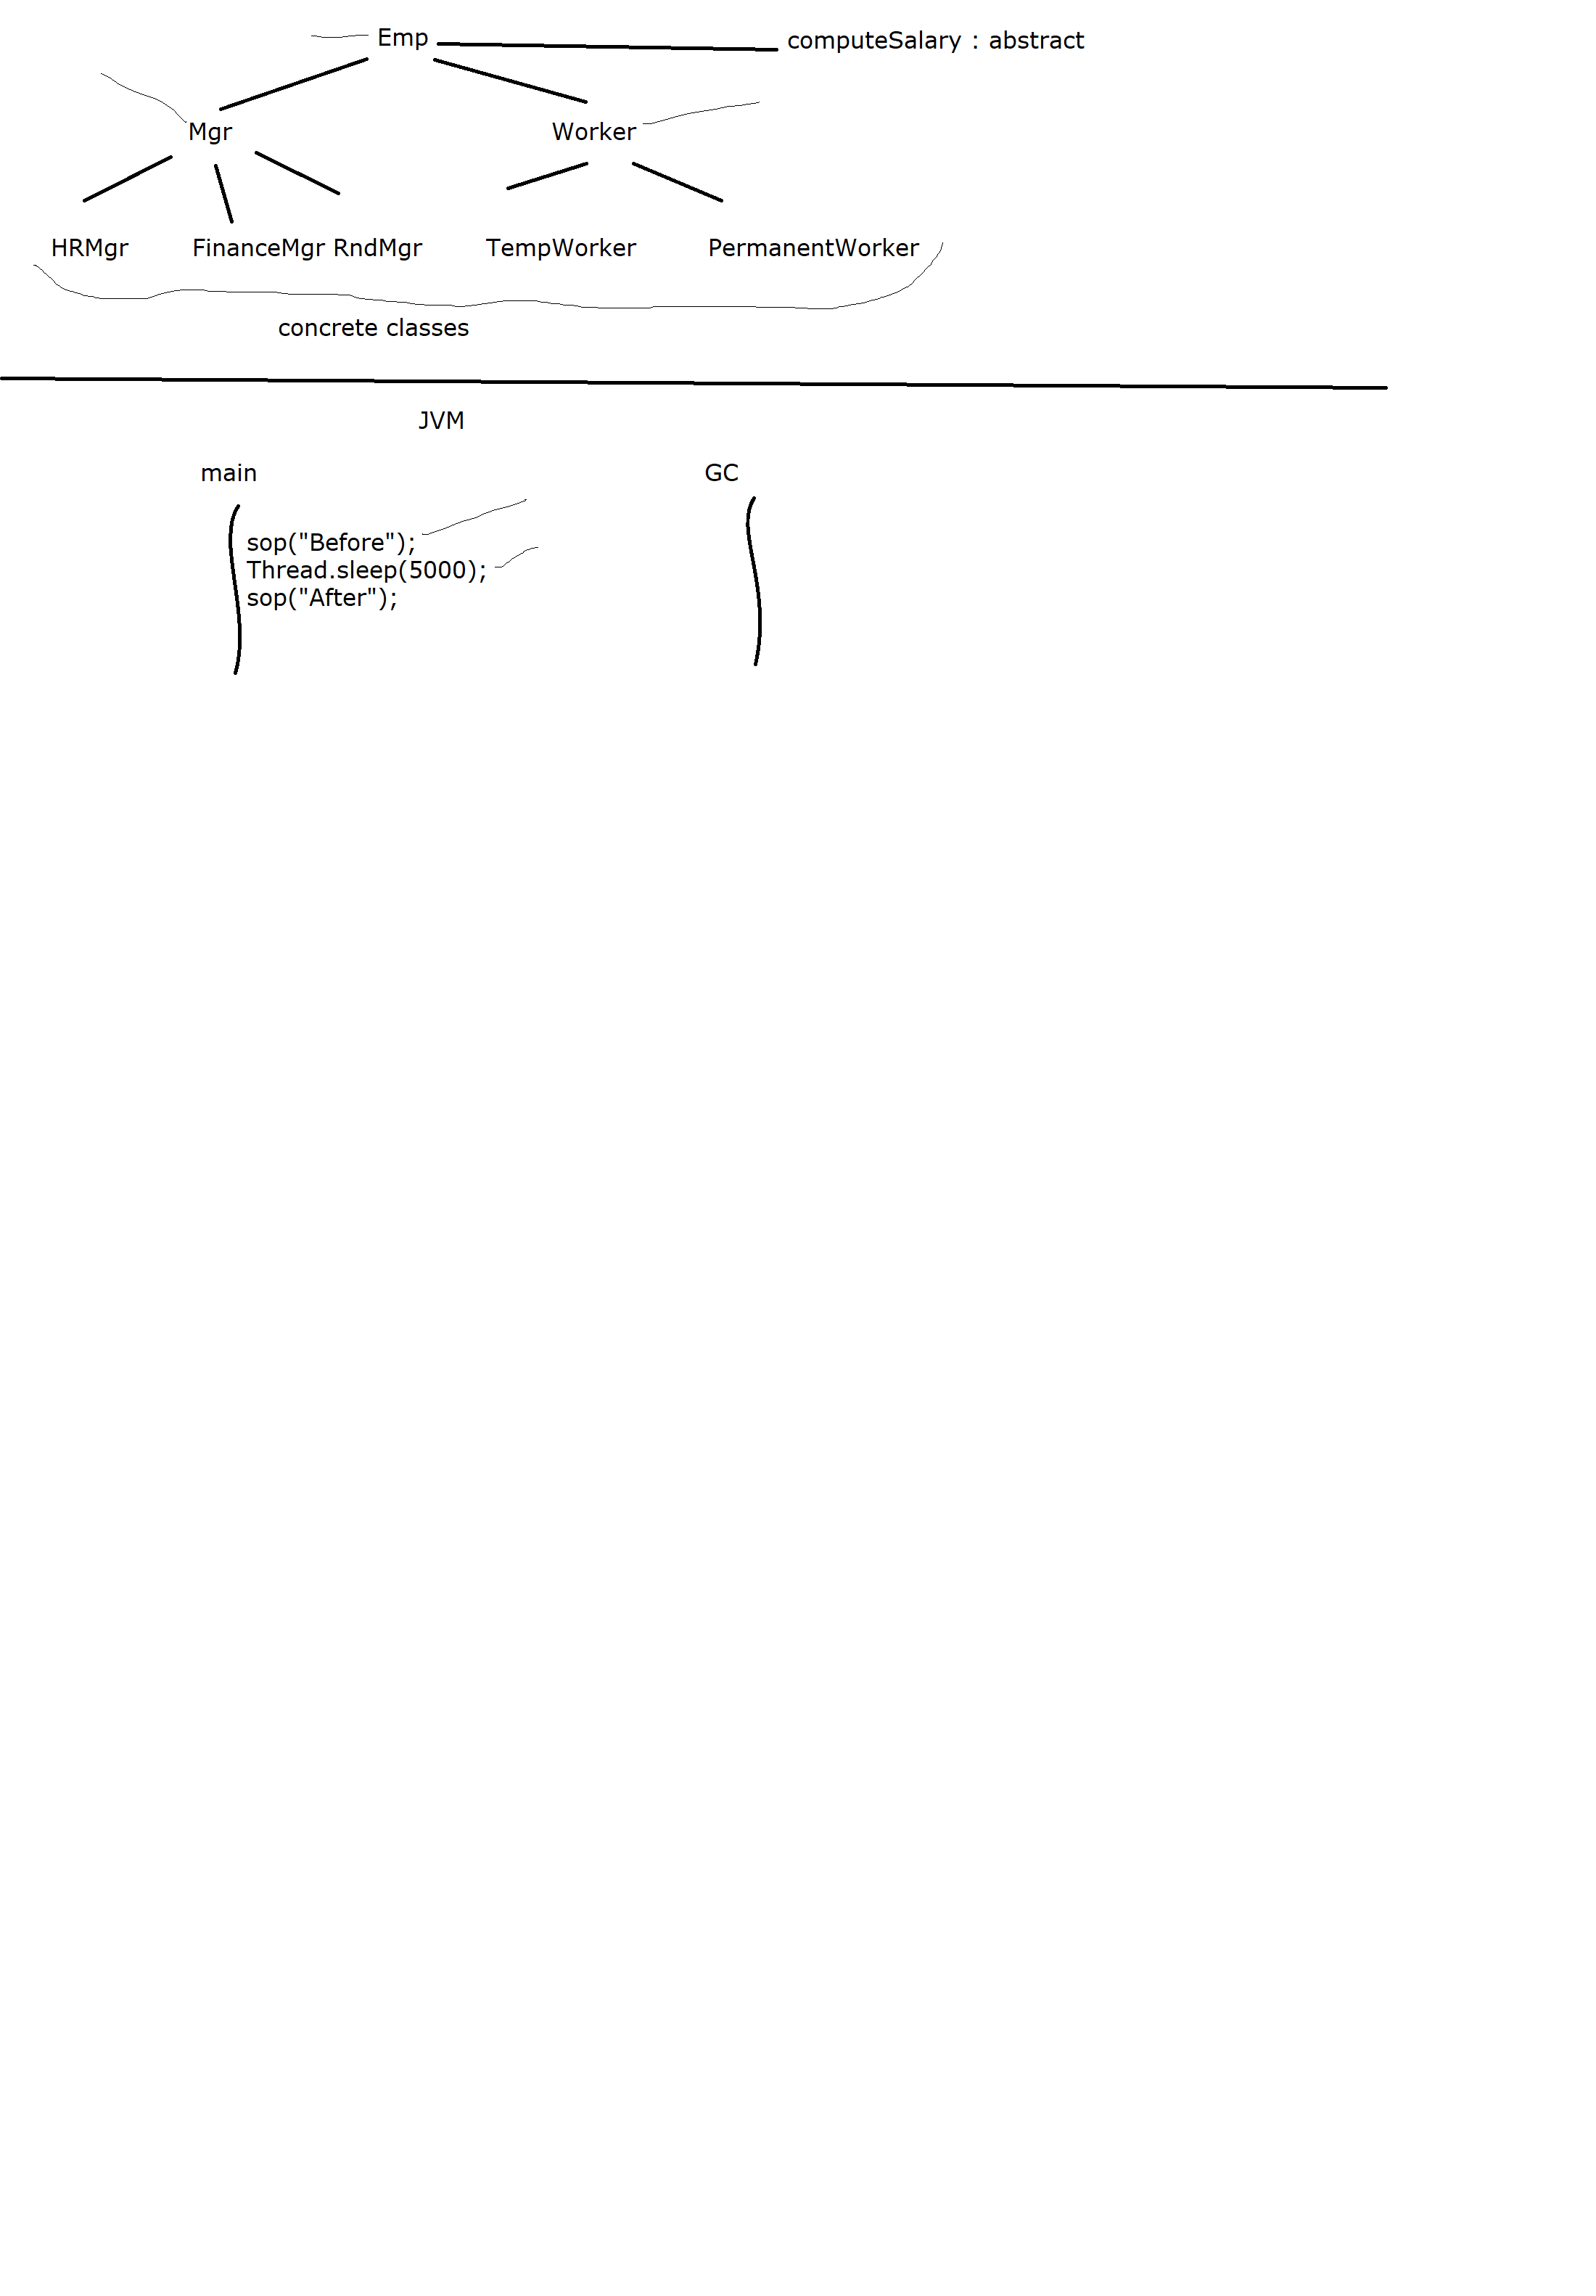 Emp
computeSalary : abstract
Mgr
Worker
HRMgr
FinanceMgr
RndMgr
TempWorker
PermanentWorker
concrete classes
JVM
main
GC
sop("Before");
Thread.sleep(5000);
sop("After");